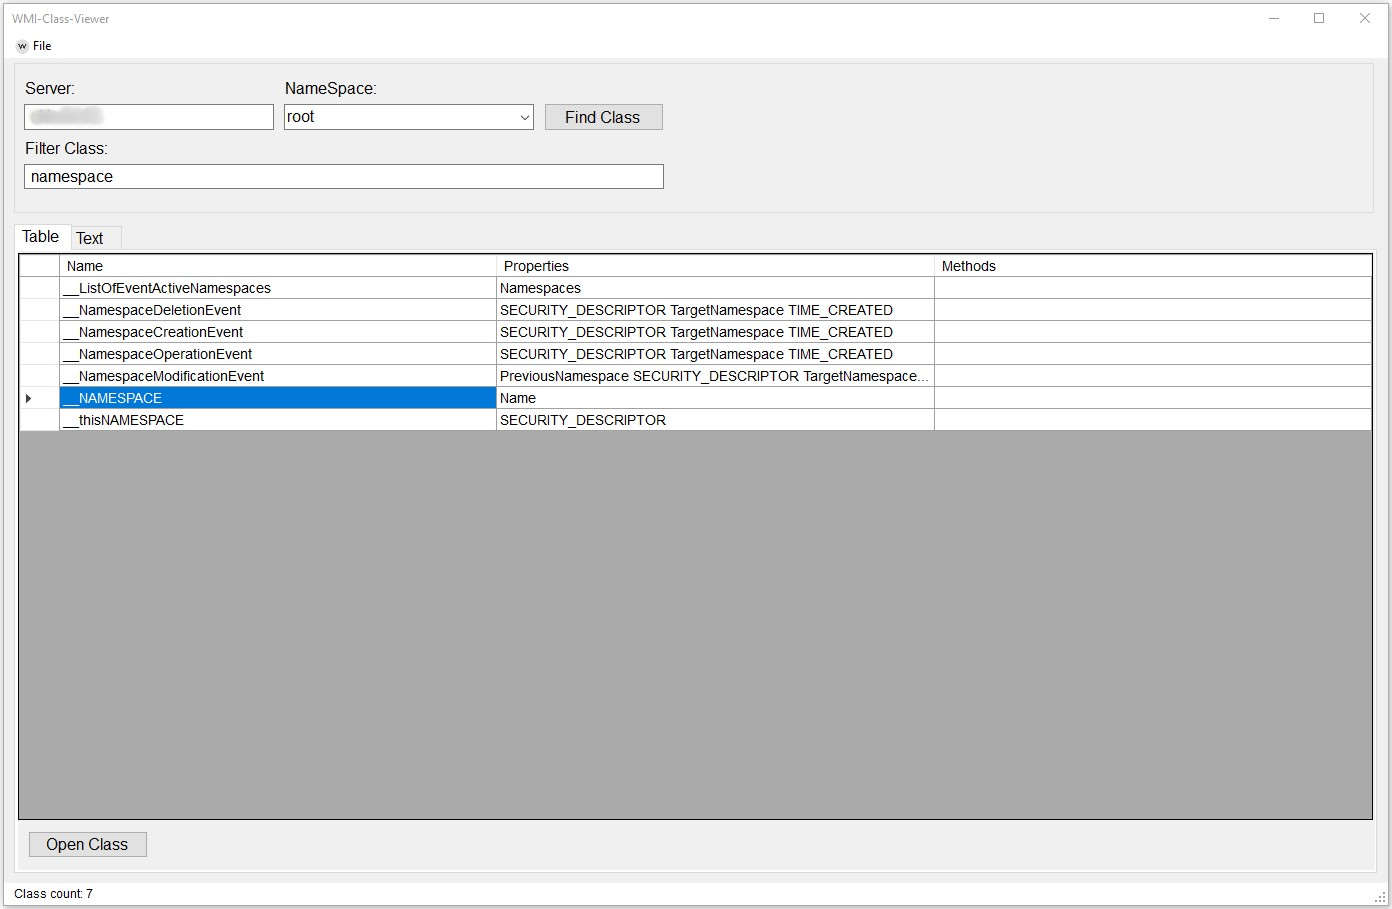 WMI-Class-Viewer
File
Server: NameSpace:
root Find Class
Filter Class:
namespace
Table Text
Name Properties Methods
__ListOfEventActiveNamespaces Namespaces
__NamespaceDeletionEvent SECURITY_DESCRIPTOR TargetNamespace TIME_CREATED
__NamespaceCreationEvent SECURITY_DESCRIPTOR TargetNamespace TIME_CREATED
__NamespaceOperationEvent SECURITY_DESCRIPTOR TargetNamespace TIME_CREATED
__NamespaceModificationEvent PreviousNamespace SECURITY_DESCRIPTOR TargetNamespace...
__NAMESPACE Name
__thisNAMESPACE SECURITY_DESCRIPTOR
Open Class
Class count: 7